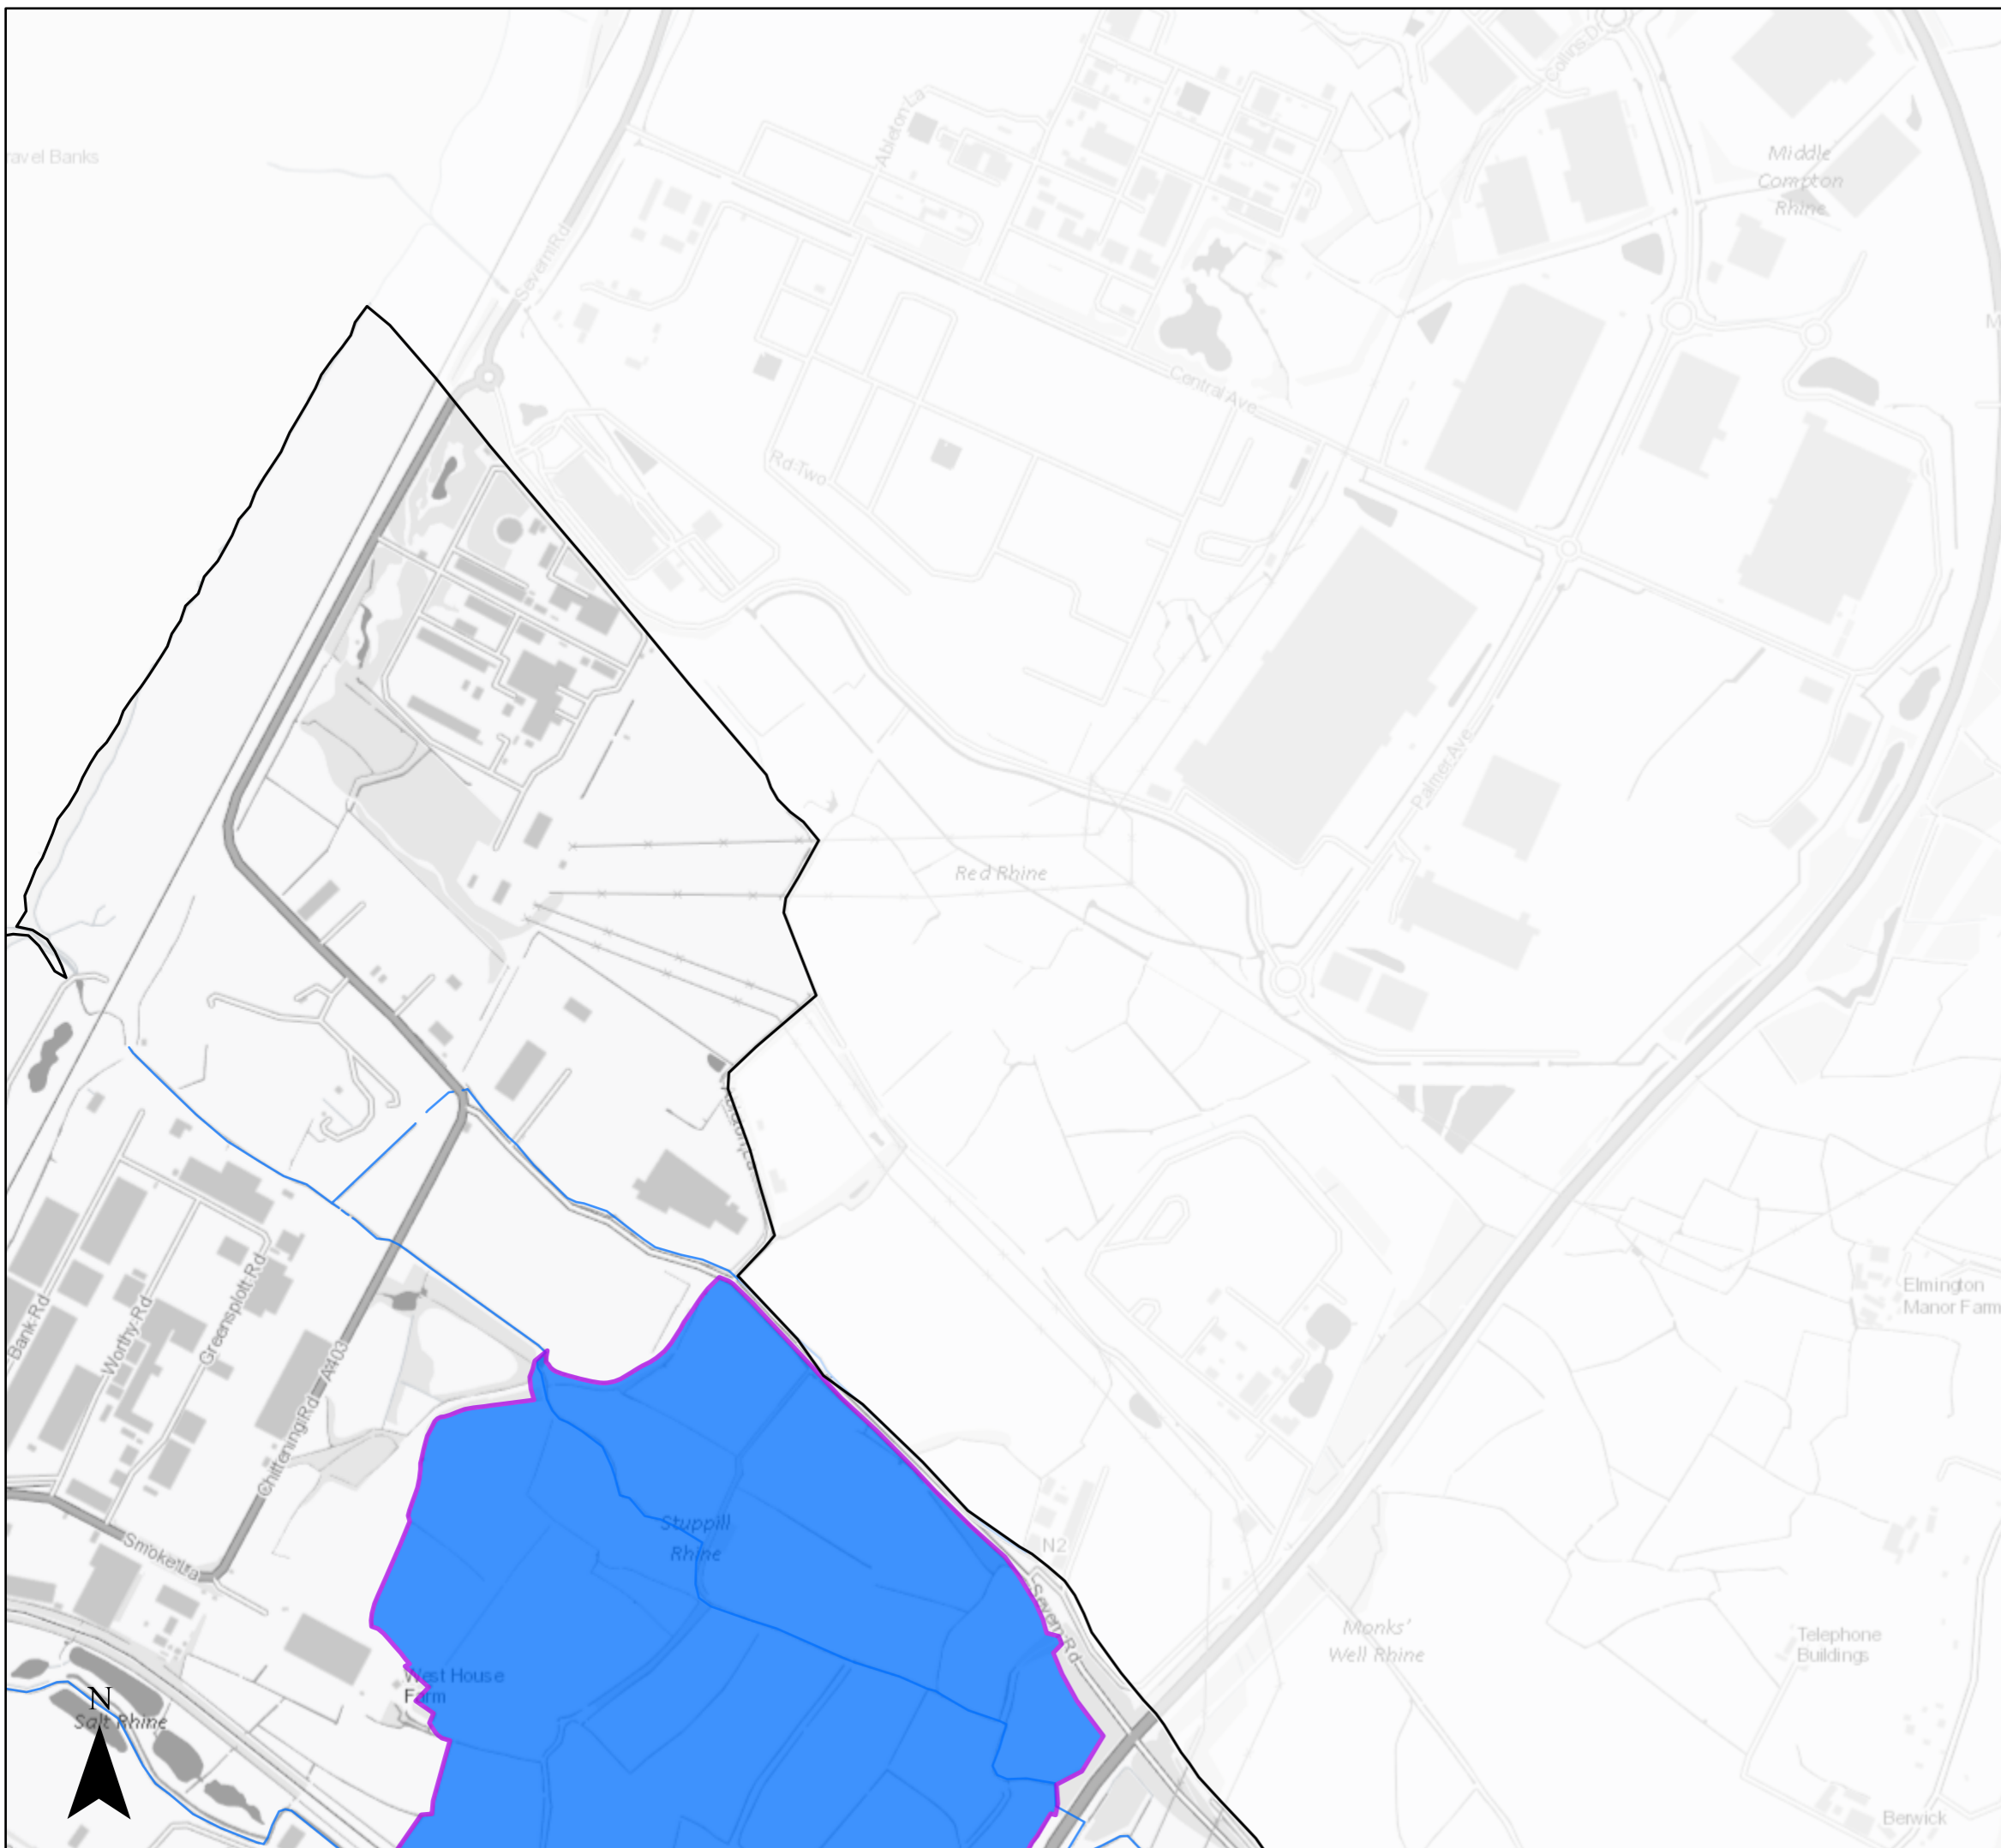 ravel Banks
Severn Rd
Ableton La
Collins Dr
Middle
Compton
Rhine
M
Central Ave
Rd Two
Palmer Ave
Red Rhine
Elmington
Manor Farm
Bank Rd
Worthy Rd
Greensplott Rd
A403
Chittening Rd
Smoke La
Stuppill
Rhine
N2
Severn Rd
Monks'
Well Rhine
Telephone
Buildings
West House
Farm
N
Salt Rhine
Berwick